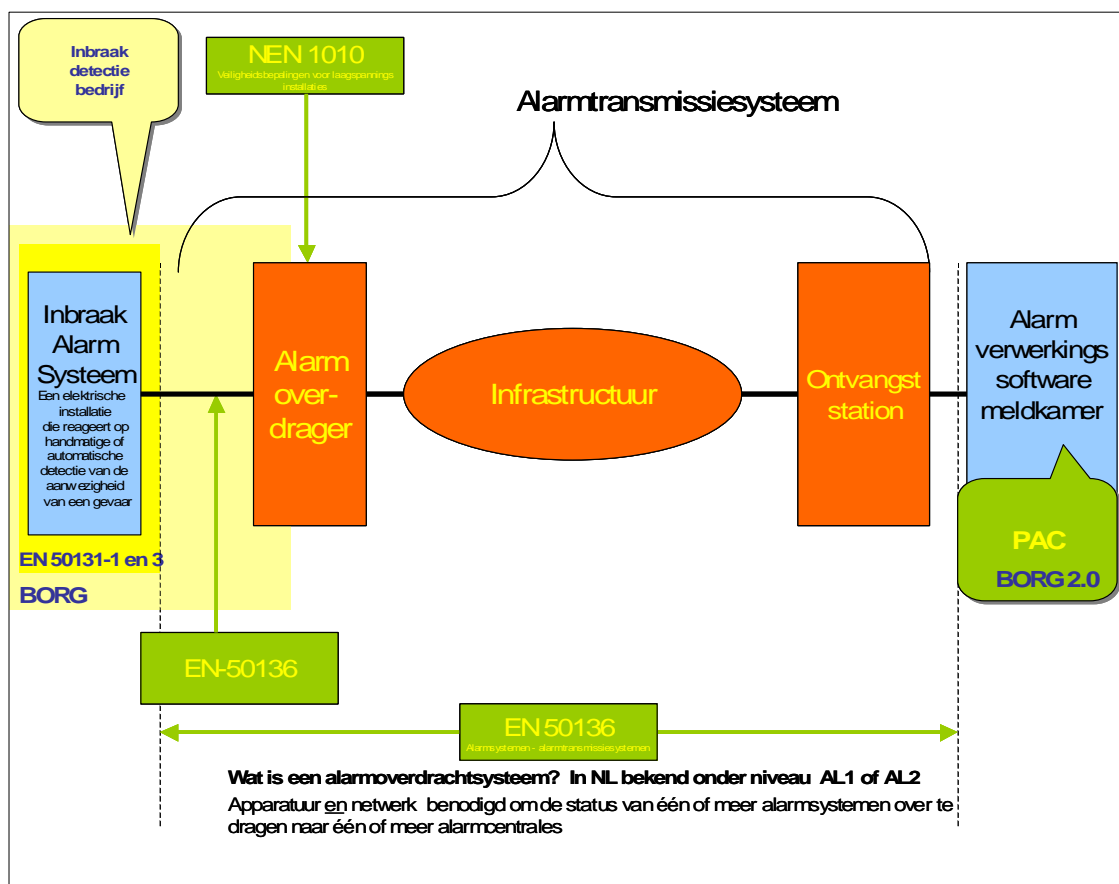 Inbraak
detectie
bedrijf
NEN 1010
Veiligheidsbepalingen voor laagspannings
installaties
Alarmtransmissiesysteem
Inbraak
Alarm
Systeem
Een elektrische
installatie
die reageert op
handmatige of
automatische
detectie van de
aanwezigheid
van een gevaar
Alarm
over-
drager
Infrastructuur
Ontvangst
station
Alarm
verwerkings
software
meldkamer
EN 50131-1 en 3
BORG
PAC
BORG 2.0
EN-50136
EN 50136
Alarmsystemen - alarmtransmissiesystemen
Wat is een alarmoverdrachtsysteem? In NL bekend onder niveau AL1 of AL2
Apparatuur en netwerk benodigd om de status van één of meer alarmsystemen over te
dragen naar één of meer alarmcentrales